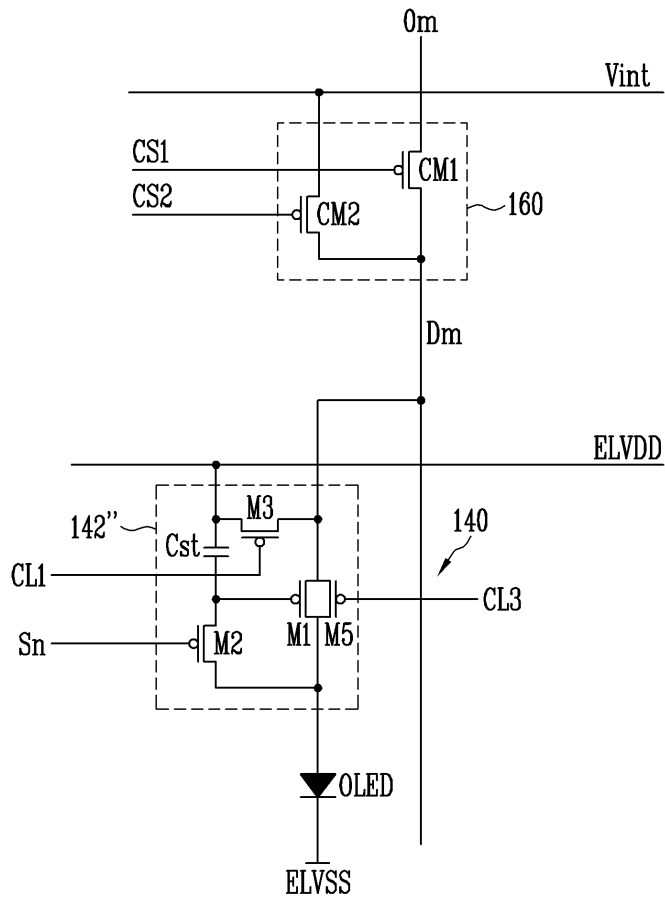 Om
Vint
CS1
CM1
CS2
CM2
160
Dm
ELVDD
M3
142”
140
Cst
CL1
CL3
M1
M5
Sn
M2
OLED
ELVSS